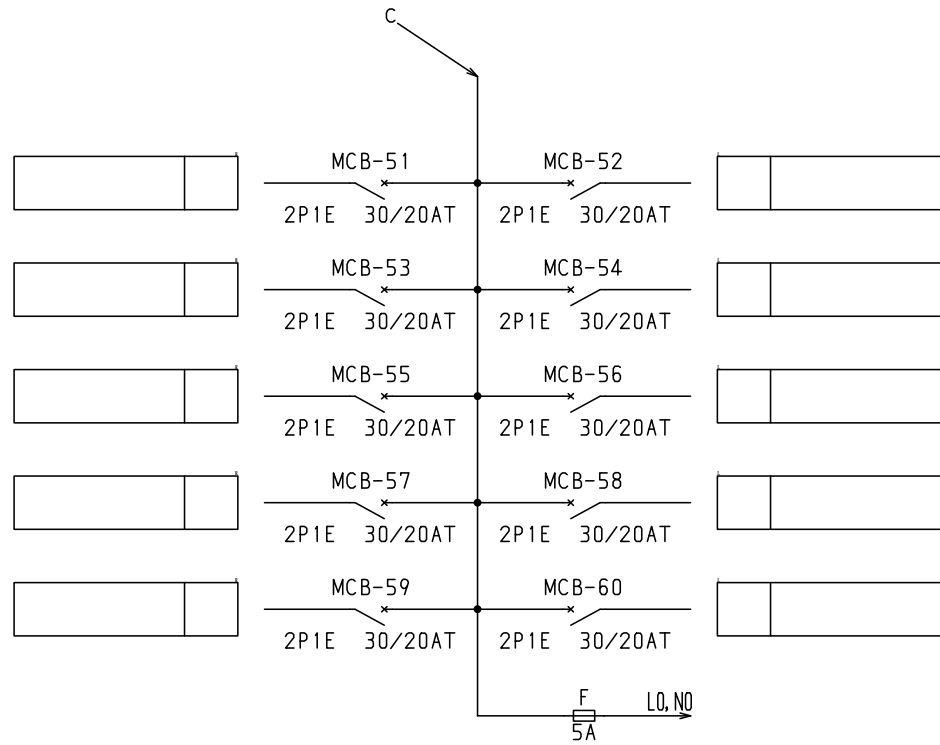 C
MCB-51 MCB-52
2P1E 30/20AT 2P1E 30/20AT
MCB-53 MCB-54
2P1E 30/20AT 2P1E 30/20AT
MCB-55 MCB-56
2P1E 30/20AT 2P1E 30/20AT
MCB-57 MCB-58
2P1E 30/20AT 2P1E 30/20AT
MCB-59 MCB-60
2P1E 30/20AT 2P1E 30/20AT
F L0,N0
5A